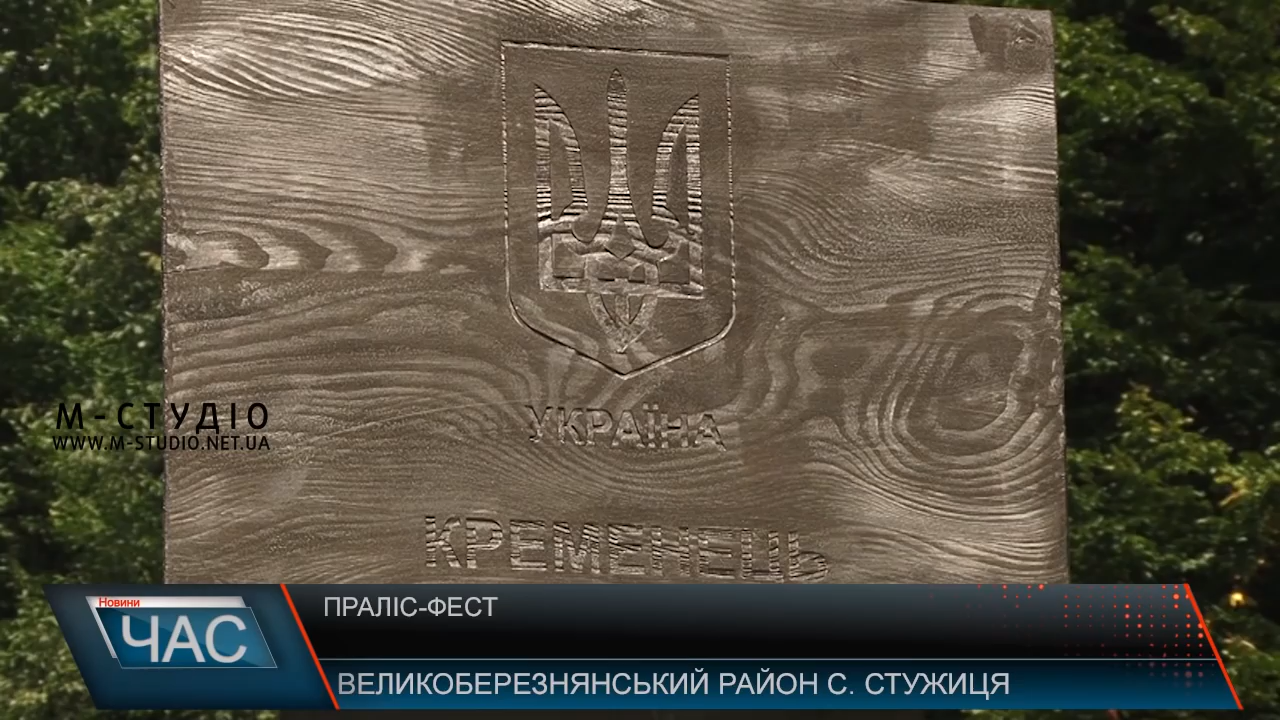 УКРАЇНА
КРЕМЕНЕЦЬ
М-СТУДІО
WWW.M-STUDIO.NET.UA
Новини
ЧАС
ПРАЛІС-ФЕСТ
ВЕЛИКОБЕРЕЗНЯНСЬКИЙ РАЙОН С. СТУЖИЦЯ